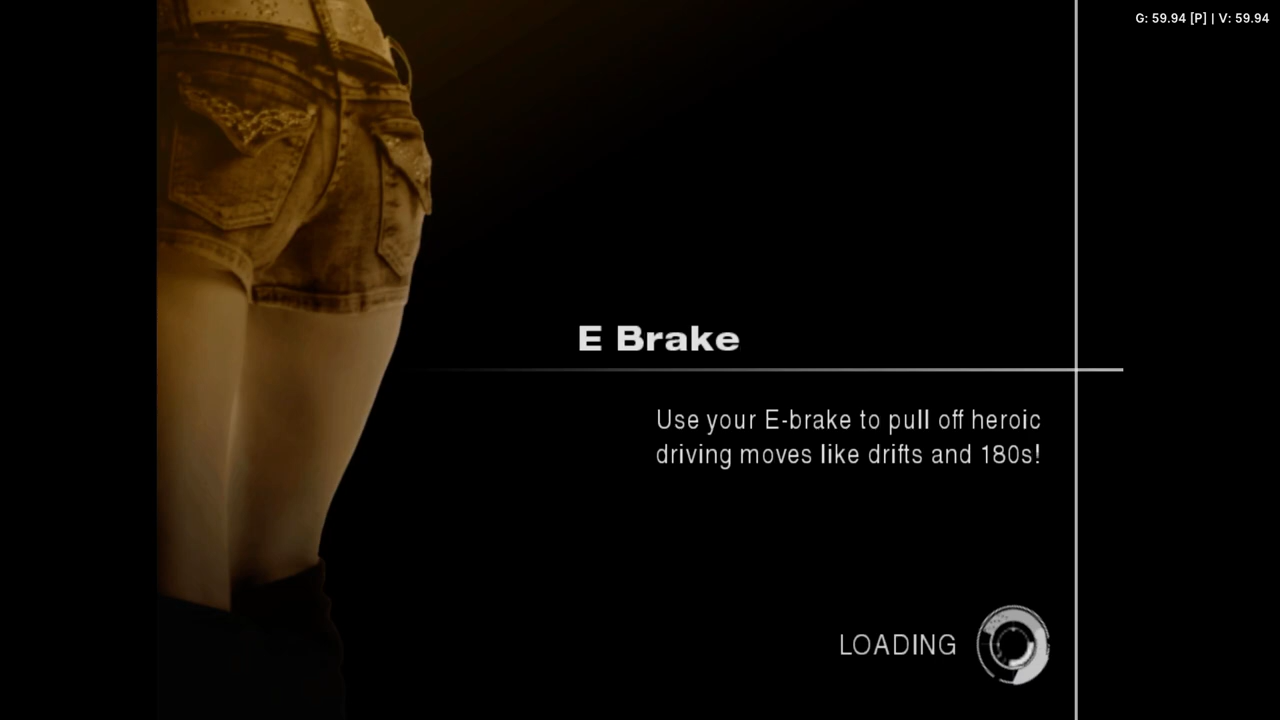 G: 59.94 [P] | V: 59.94
E Brake
Use your E-brake to pull off heroic
driving moves like drifts and 180s!
LOADING